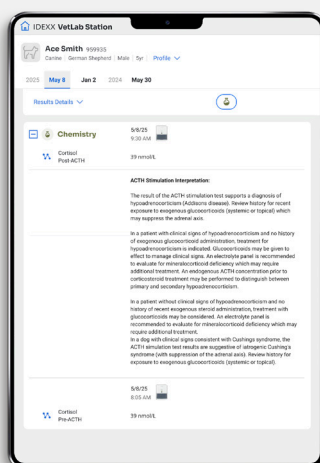 IDEXX VetLab Station
Ace Smith 959935
Canine | German Shepherd | Male | 5yr | Profile
2025 May 8 Jan 2 2024 May 30
Results Details
Chemistry
5/8/25
9:30 AM
Cortisol
Post-ACTH
39 nmol/L
ACTH Stimulation Interpretation:
The result of the ACTH stimulation test supports a diagnosis of
hypoadrenocorticism (Addisons disease). Review history for recent
exposure to exogenous glucocorticoids (systemic or topical) which
may suppress the adrenal axis.
In a patient with clinical signs of hypoadrenocorticism and no history
of exogenous glucocorticoid administration, treatment for
hypoadrenocorticism is indicated. Glucocorticoids may be given to
effect to manage clinical signs. An electrolyte panel is recommended
to evaluate for mineralocorticoid deficiency which may require
additional treatment. An endogenous ACTH concentration prior to
corticosteroid treatment may be performed to distinguish between
primary and secondary hypoadrenocorticism.
In a patient without clinical signs of hypoadrenocorticism and no
history of recent exogenous steroid administration, treatment with
glucocorticoids may be considered. An electrolyte panel is
recommended to evaluate for mineralocorticoid deficiency which may
require additional treatment.
In a dog with clinical signs consistent with Cushings syndrome, the
ACTH stimulation test results are suggestive of iatrogenic Cushing's
syndrome (with suppression of the adrenal axis). Review history for
exposure to exogenous glucocorticoids (systemic or topical).
5/8/25
8:05 AM
Cortisol
Pre-ACTH
39 nmol/L